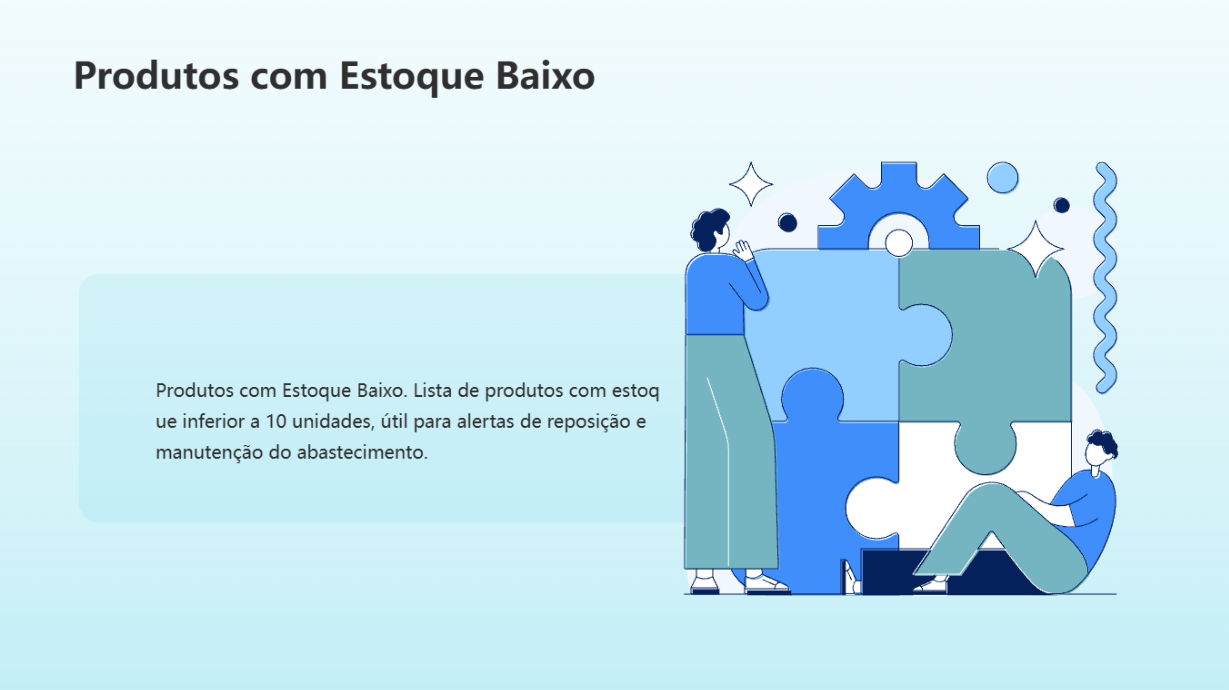 Produtos com Estoque Baixo
Produtos com Estoque Baixo. Lista de produtos com estoq
ue inferior a 10 unidades, útil para alertas de reposição e
manutenção do abastecimento.